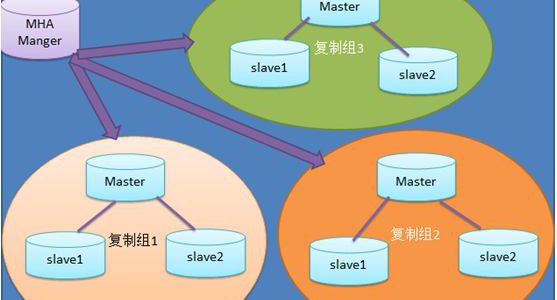 MHA
Manger
Master
slave1
复制组3
slave2
Master
slave1
复制组1
slave2
Master
slave1
复制组2
slave2